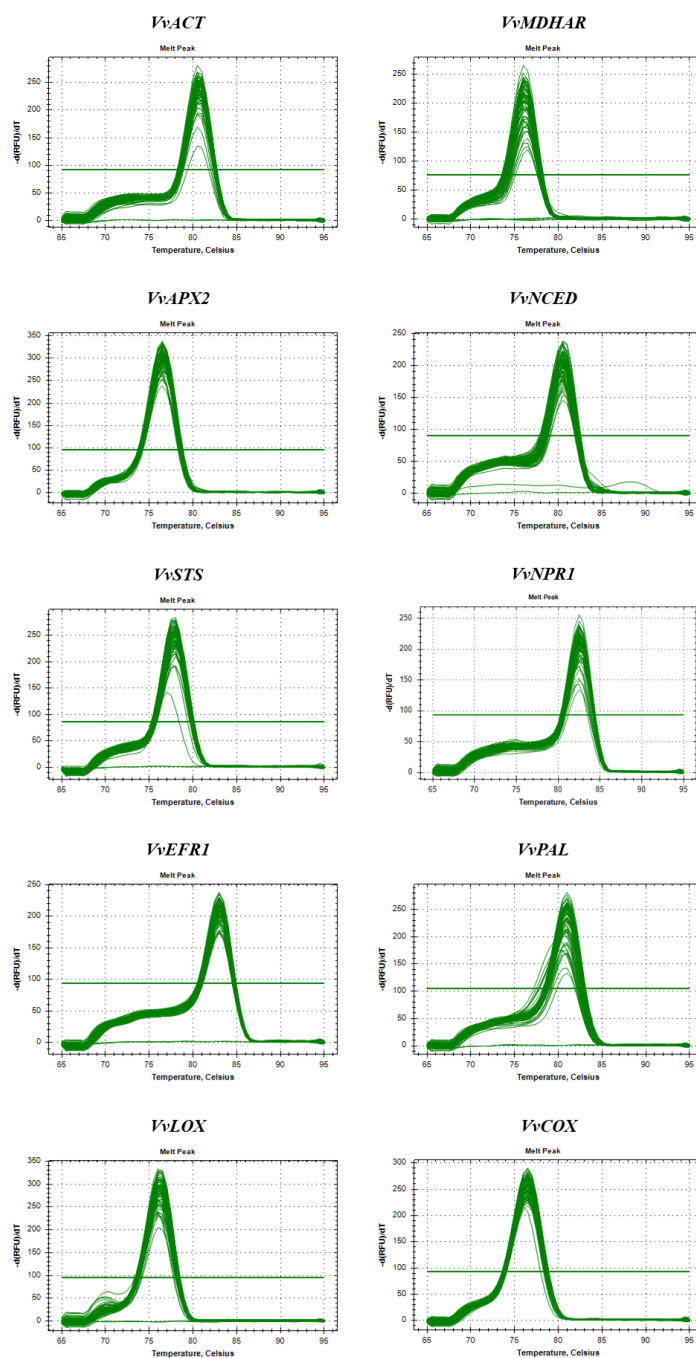 VvACT
Melt Peak
-d(RFU)/dT
250
200
150
100
50
0
65 70 75 80 85 90 95
Temperature, Celsius
VvMDHAR
Melt Peak
-d(RFU)/dT
250
200
150
100
50
0
65 70 75 80 85 90 95
Temperature, Celsius
VvAPX2
Melt Peak
-d(RFU)/dT
350
300
250
200
150
100
50
0
65 70 75 80 85 90 95
Temperature, Celsius
VvNCED
Melt Peak
-d(RFU)/dT
250
200
150
100
50
0
65 70 75 80 85 90 95
Temperature, Celsius
VvSTS
Melt Peak
-d(RFU)/dT
300
250
200
150
100
50
0
65 70 75 80 85 90 95
Temperature, Celsius
VvNPR1
Melt Peak
-d(RFU)/dT
250
200
150
100
50
0
65 70 75 80 85 90 95
Temperature, Celsius
VvEFR1
Melt Peak
-d(RFU)/dT
250
200
150
100
50
0
65 70 75 80 85 90 95
Temperature, Celsius
VvPAL
Melt Peak
-d(RFU)/dT
250
200
150
100
50
0
65 70 75 80 85 90 95
Temperature, Celsius
VvLOX
Melt Peak
-d(RFU)/dT
350
300
250
200
150
100
50
0
65 70 75 80 85 90 95
Temperature, Celsius
VvCOX
Melt Peak
-d(RFU)/dT
300
250
200
150
100
50
0
65 70 75 80 85 90 95
Temperature, Celsius